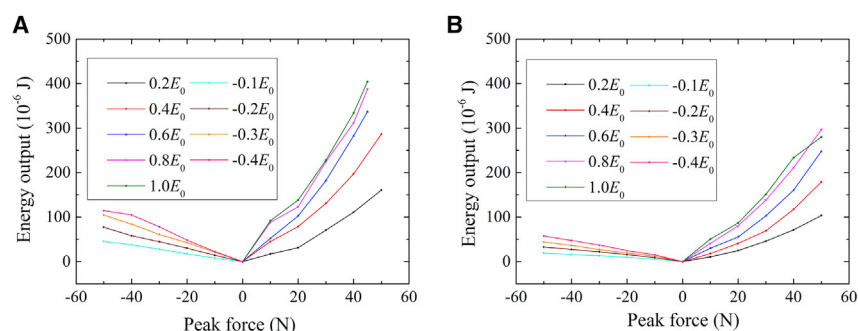 A
Energy output (10⁻⁶ J)
500
400
300
200
100
0
0.2E₀ -0.1E₀
0.4E₀ -0.2E₀
0.6E₀ -0.3E₀
0.8E₀ -0.4E₀
1.0E₀
-60 -40 -20 0 20 40 60
Peak force (N)
B
Energy output (10⁻⁶ J)
500
400
300
200
100
0
0.2E₀ -0.1E₀
0.4E₀ -0.2E₀
0.6E₀ -0.3E₀
0.8E₀ -0.4E₀
1.0E₀
-60 -40 -20 0 20 40 60
Peak force (N)